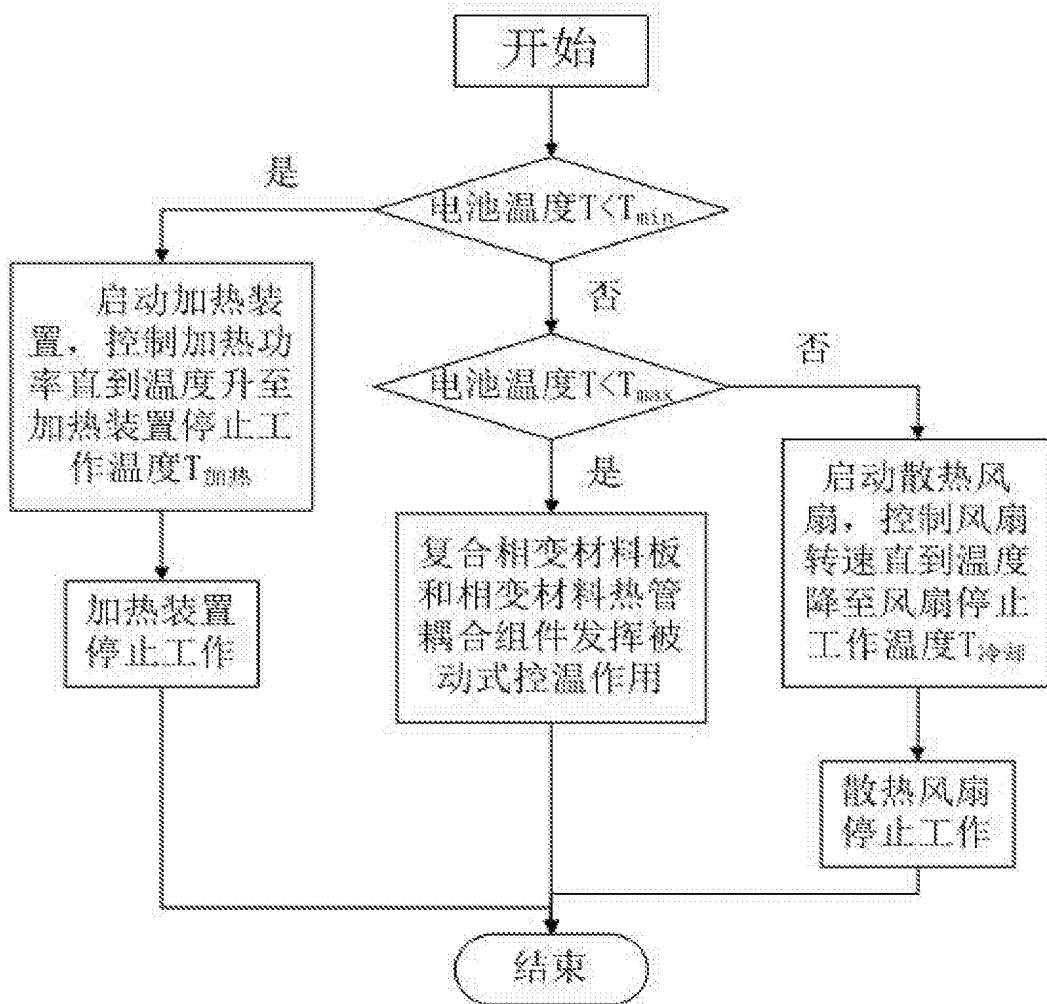 开始
是
电池温度T<Tmin
启动加热装
置，控制加热功
率直到温度升至
加热装置停止工
作温度T加热
否
电池温度T<Tmax
否
是
启动散热风
扇，控制风扇
转速直到温度
降至风扇停止
工作温度T冷却
复合相变材料板
和相变材料热管
耦合组件发挥被
动式控温作用
加热装置
停止工作
散热风扇
停止工作
结束